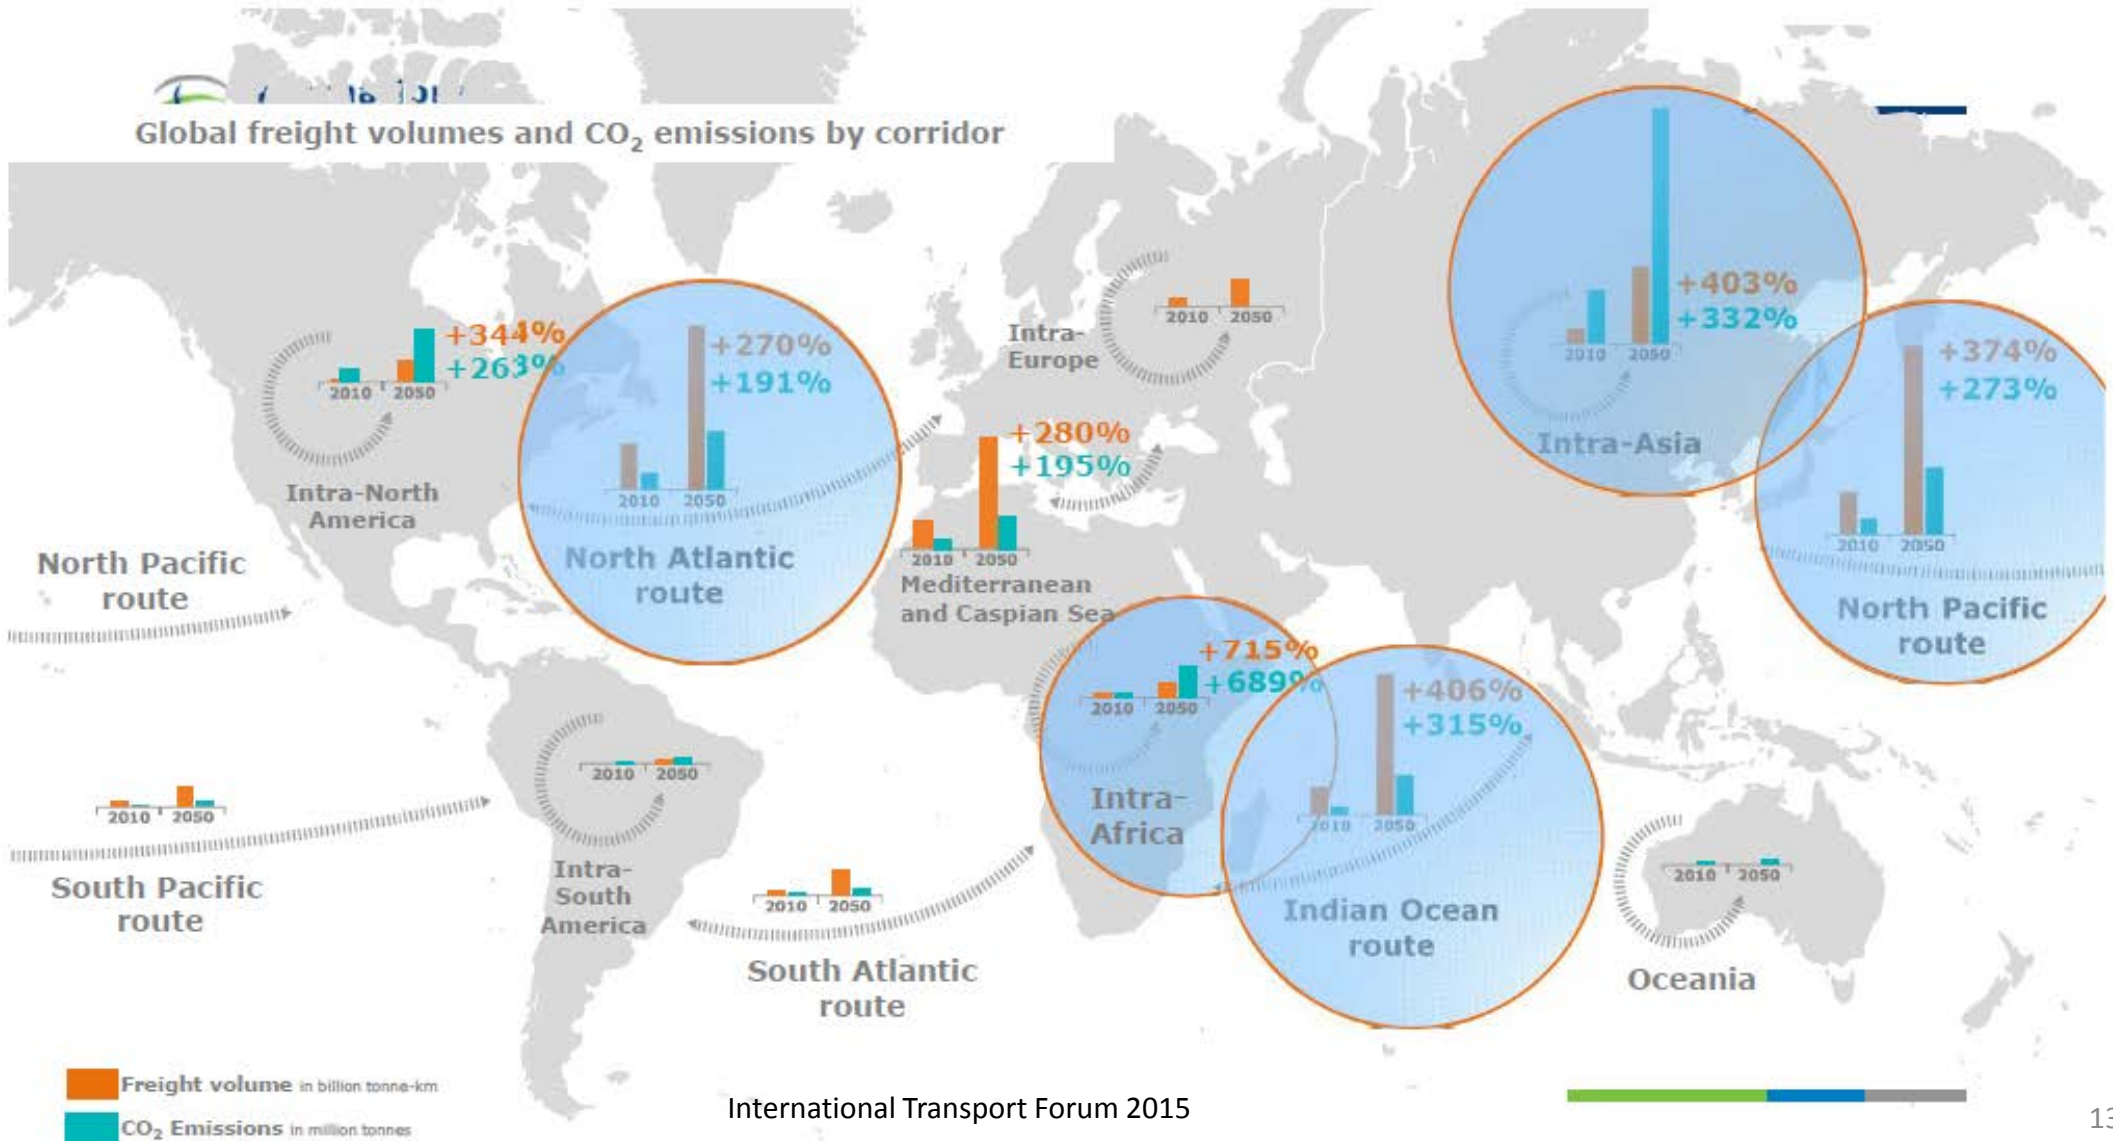 Global freight volumes and CO₂ emissions by corridor
+344%
+263%
2010 2050
Intra-North
America
+270%
+191%
2010 2050
North Atlantic
route
Intra-
Europe
2010 2050
+280%
+195%
2010 2050
Mediterranean
and Caspian Sea
+403%
+332%
2010 2050
Intra-Asia
+374%
+273%
2010 2050
North Pacific
route
North Pacific
route
+715%
+689%
2010 2050
Intra-
Africa
+406%
+315%
2010 2050
Indian Ocean
route
2010 2050
South Pacific
route
2010 2050
Intra-
South
America
2010 2050
South Atlantic
route
2010 2050
Oceania
Freight volume in billion tonne-km
CO₂ Emissions in million tonnes
International Transport Forum 2015